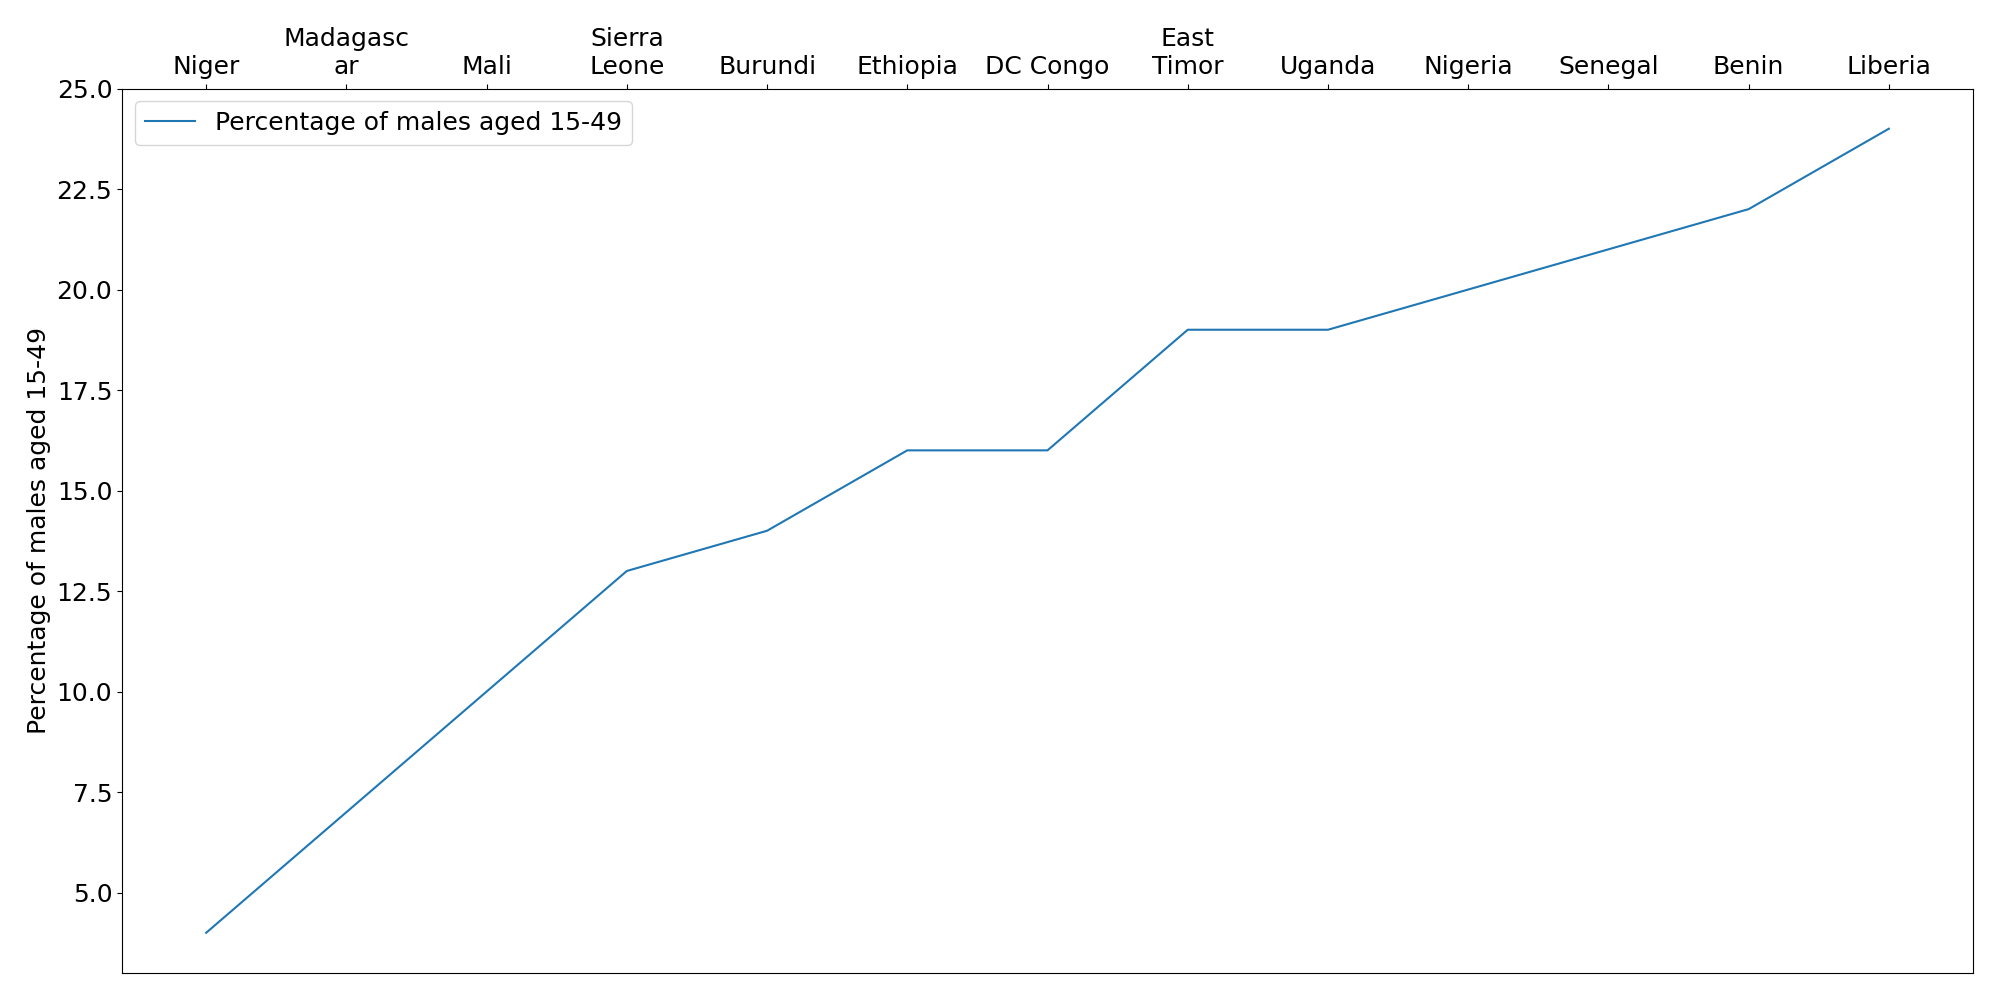 Niger
Madagasc
ar
Mali
Sierra
Leone
Burundi
Ethiopia
DC Congo
East
Timor
Uganda
Nigeria
Senegal
Benin
Liberia
Percentage of males aged 15-49
25.0
22.5
20.0
17.5
15.0
12.5
10.0
7.5
5.0
Percentage of males aged 15-49